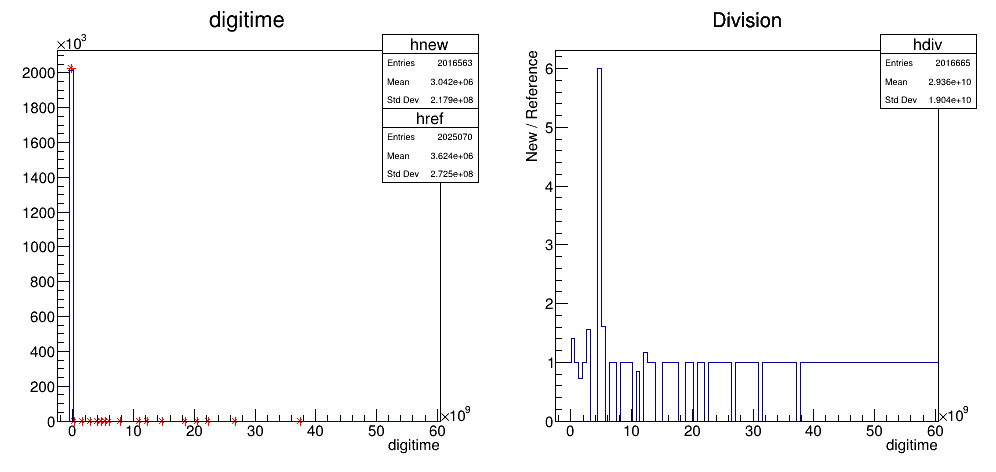 digitime
×10³
hnew
Entries 2016563
Mean 3.042e+06
Std Dev 2.179e+08
href
Entries 2025070
Mean 3.624e+06
Std Dev 2.725e+08
2000
1800
1600
1400
1200
1000
800
600
400
200
0
0 10 20 30 40 50 60
×10⁹
digitime
Division
hdiv
Entries 2016665
Mean 2.936e+10
Std Dev 1.904e+10
New / Reference
6
5
4
3
2
1
0
0 10 20 30 40 50 60
×10⁹
digitime